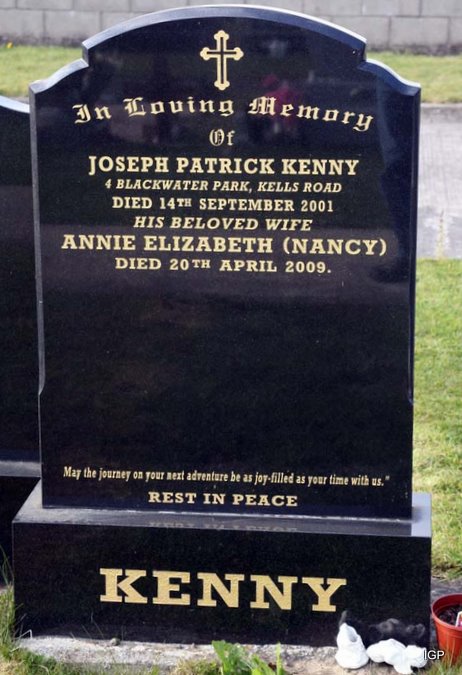 In Loving Memory
Of
JOSEPH PATRICK KENNY
4 BLACKWATER PARK, KELLS ROAD
DIED 14TH SEPTEMBER 2001
HIS BELOVED WIFE
ANNIE ELIZABETH (NANCY)
DIED 20TH APRIL 2009.
May the journey on your next adventure be as joy-filled as your time with us."
REST IN PEACE
KENNY